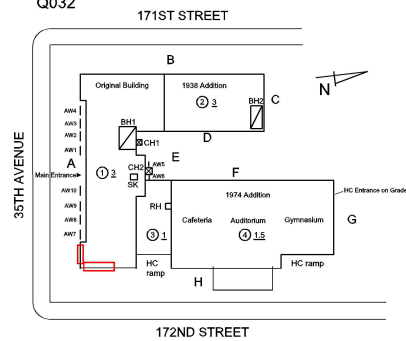 Q032
171ST STREET
B
N
Original Building
1938 Addition
② 3
BH2
C
AW4
AW3
AW2
AW1
BH1
CH1
D
35TH AVENUE
A
Main Entrance
① 3
E
CH2
AW5
AW6
SK
F
AW10
AW9
AW8
AW7
1974 Addition
HC Entrance on Grade
RH
Cafeteria
Auditorium
Gymnasium
G
③ 1
④ 1.5
HC
ramp
HC ramp
H
172ND STREET